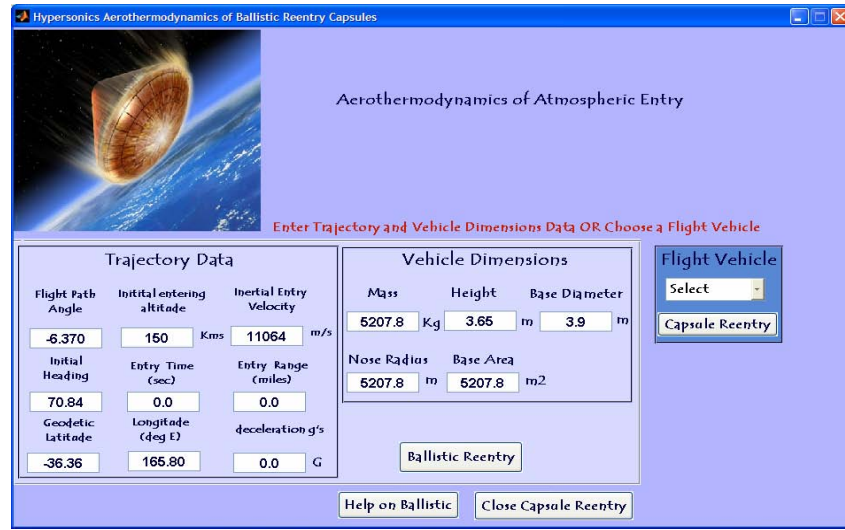 Hypersonics Aerothermodynamics of Ballistic Reentry Capsules
Aerothermodynamics of Atmospheric Entry
Enter Trajectory and Vehicle Dimensions Data OR Choose a Flight Vehicle
Trajectory Data
Flight Path Angle
Initital entering altitude
Inertial Entry Velocity
-6.370
150 Kms
11064 m/s
Initial Heading
Entry Time (sec)
Entry Range (miles)
70.84
0.0
0.0
Geodetic Latitude
Longitude (deg E)
deceleration g's
-36.36
165.80
0.0 G
Vehicle Dimensions
Mass
Height
Base Diameter
5207.8 Kg
3.65 m
3.9 m
Nose Radius
Base Area
5207.8 m
5207.8 m2
Ballistic Reentry
Flight Vehicle
Select
Capsule Reentry
Help on Ballistic
Close Capsule Reentry